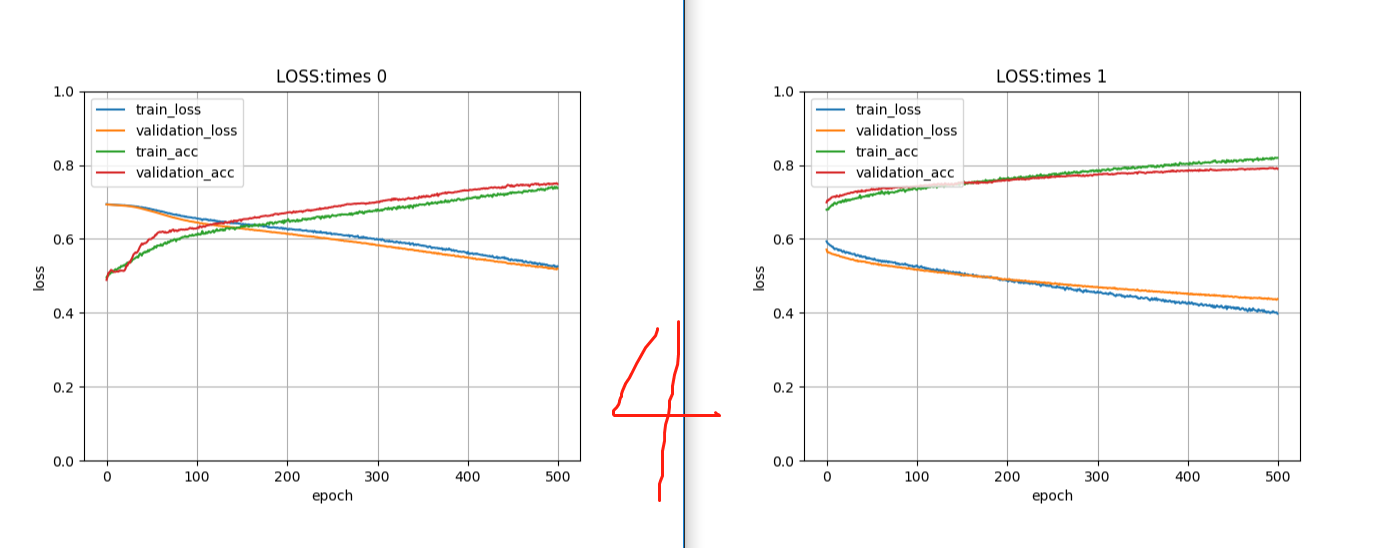 LOSS:times 0
1.0
0.8
0.6
0.4
0.2
0.0
loss
train_loss
validation_loss
train_acc
validation_acc
0 100 200 300 400 500
epoch
4
LOSS:times 1
1.0
0.8
0.6
0.4
0.2
0.0
loss
train_loss
validation_loss
train_acc
validation_acc
0 100 200 300 400 500
epoch